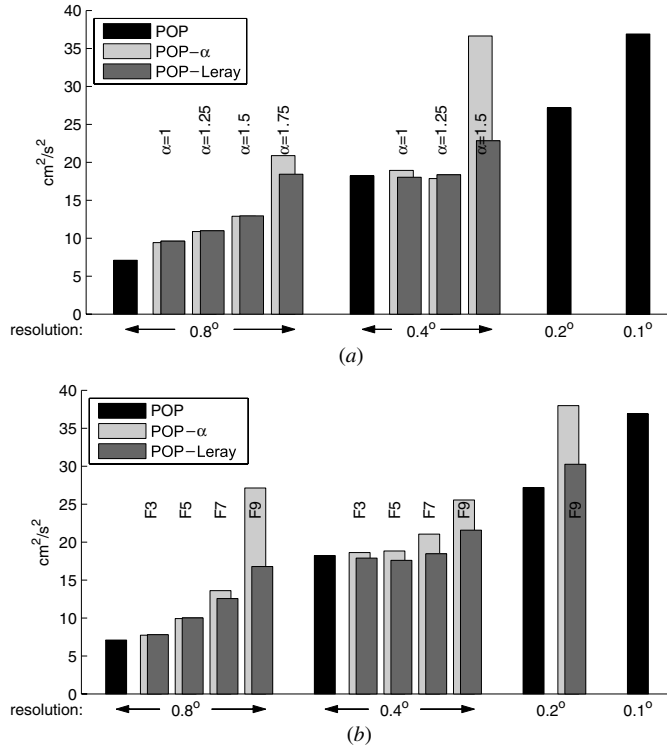 40
35
30
25
20
15
10
5
0
cm²/s²
POP
POP−α
POP−Leray
α=1
α=1.25
α=1.5
α=1.75
α=1
α=1.25
α=1.5
resolution: 0.8° 0.4° 0.2° 0.1°
(a)
40
35
30
25
20
15
10
5
0
cm²/s²
POP
POP−α
POP−Leray
F3
F5
F7
F9
F3
F5
F7
F9
F9
resolution: 0.8° 0.4° 0.2° 0.1°
(b)